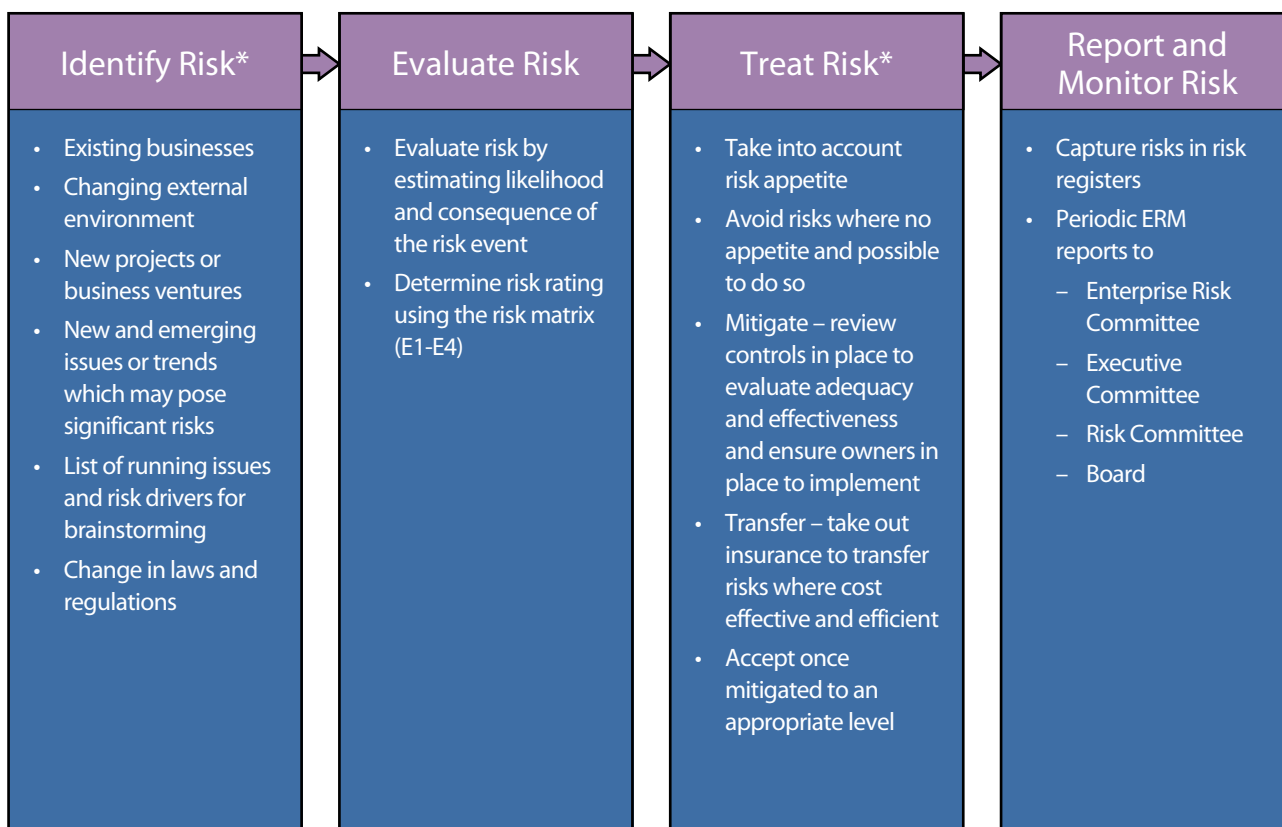 Identify Risk*
• Existing businesses
• Changing external
environment
• New projects or
business ventures
• New and emerging
issues or trends
which may pose
significant risks
• List of running issues
and risk drivers for
brainstorming
• Change in laws and
regulations
Evaluate Risk
• Evaluate risk by
estimating likelihood
and consequence of
the risk event
• Determine risk rating
using the risk matrix
(E1-E4)
Treat Risk*
• Take into account
risk appetite
• Avoid risks where no
appetite and possible
to do so
• Mitigate – review
controls in place to
evaluate adequacy
and effectiveness
and ensure owners in
place to implement
• Transfer – take out
insurance to transfer
risks where cost
effective and efficient
• Accept once
mitigated to an
appropriate level
Report and
Monitor Risk
• Capture risks in risk
registers
• Periodic ERM
reports to
– Enterprise Risk
Committee
– Executive
Committee
– Risk Committee
– Board